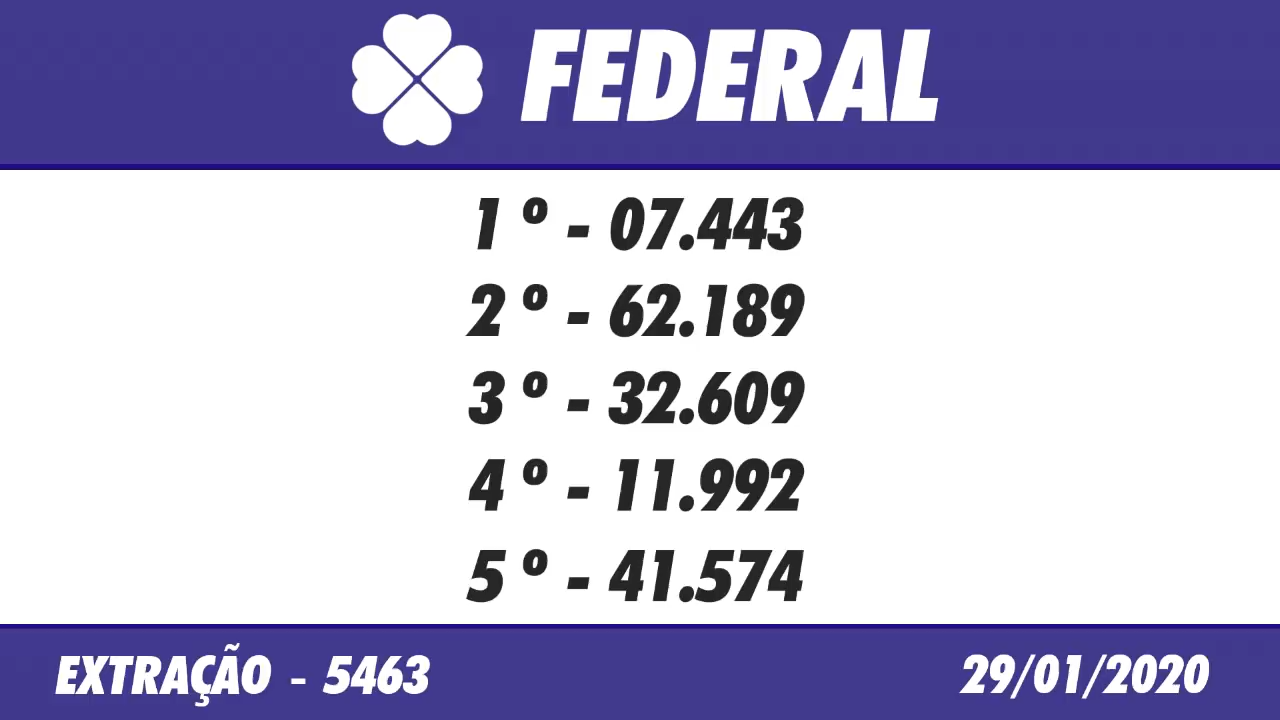 FEDERAL
1 º - 07.443
2 º - 62.189
3 º - 32.609
4 º - 11.992
5 º - 41.574
EXTRAÇÃO - 5463
29/01/2020